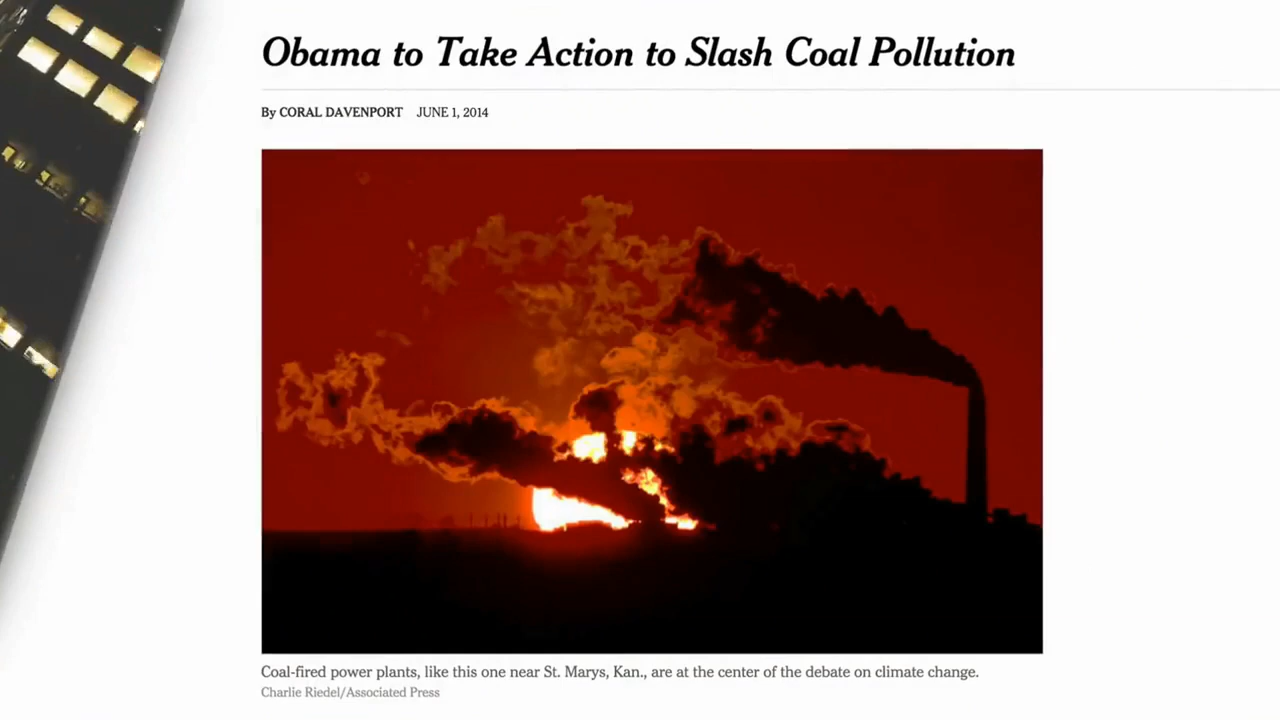 Obama to Take Action to Slash Coal Pollution
By CORAL DAVENPORT JUNE 1, 2014
Coal-fired power plants, like this one near St. Marys, Kan., are at the center of the debate on climate change.
Charlie Riedel/Associated Press